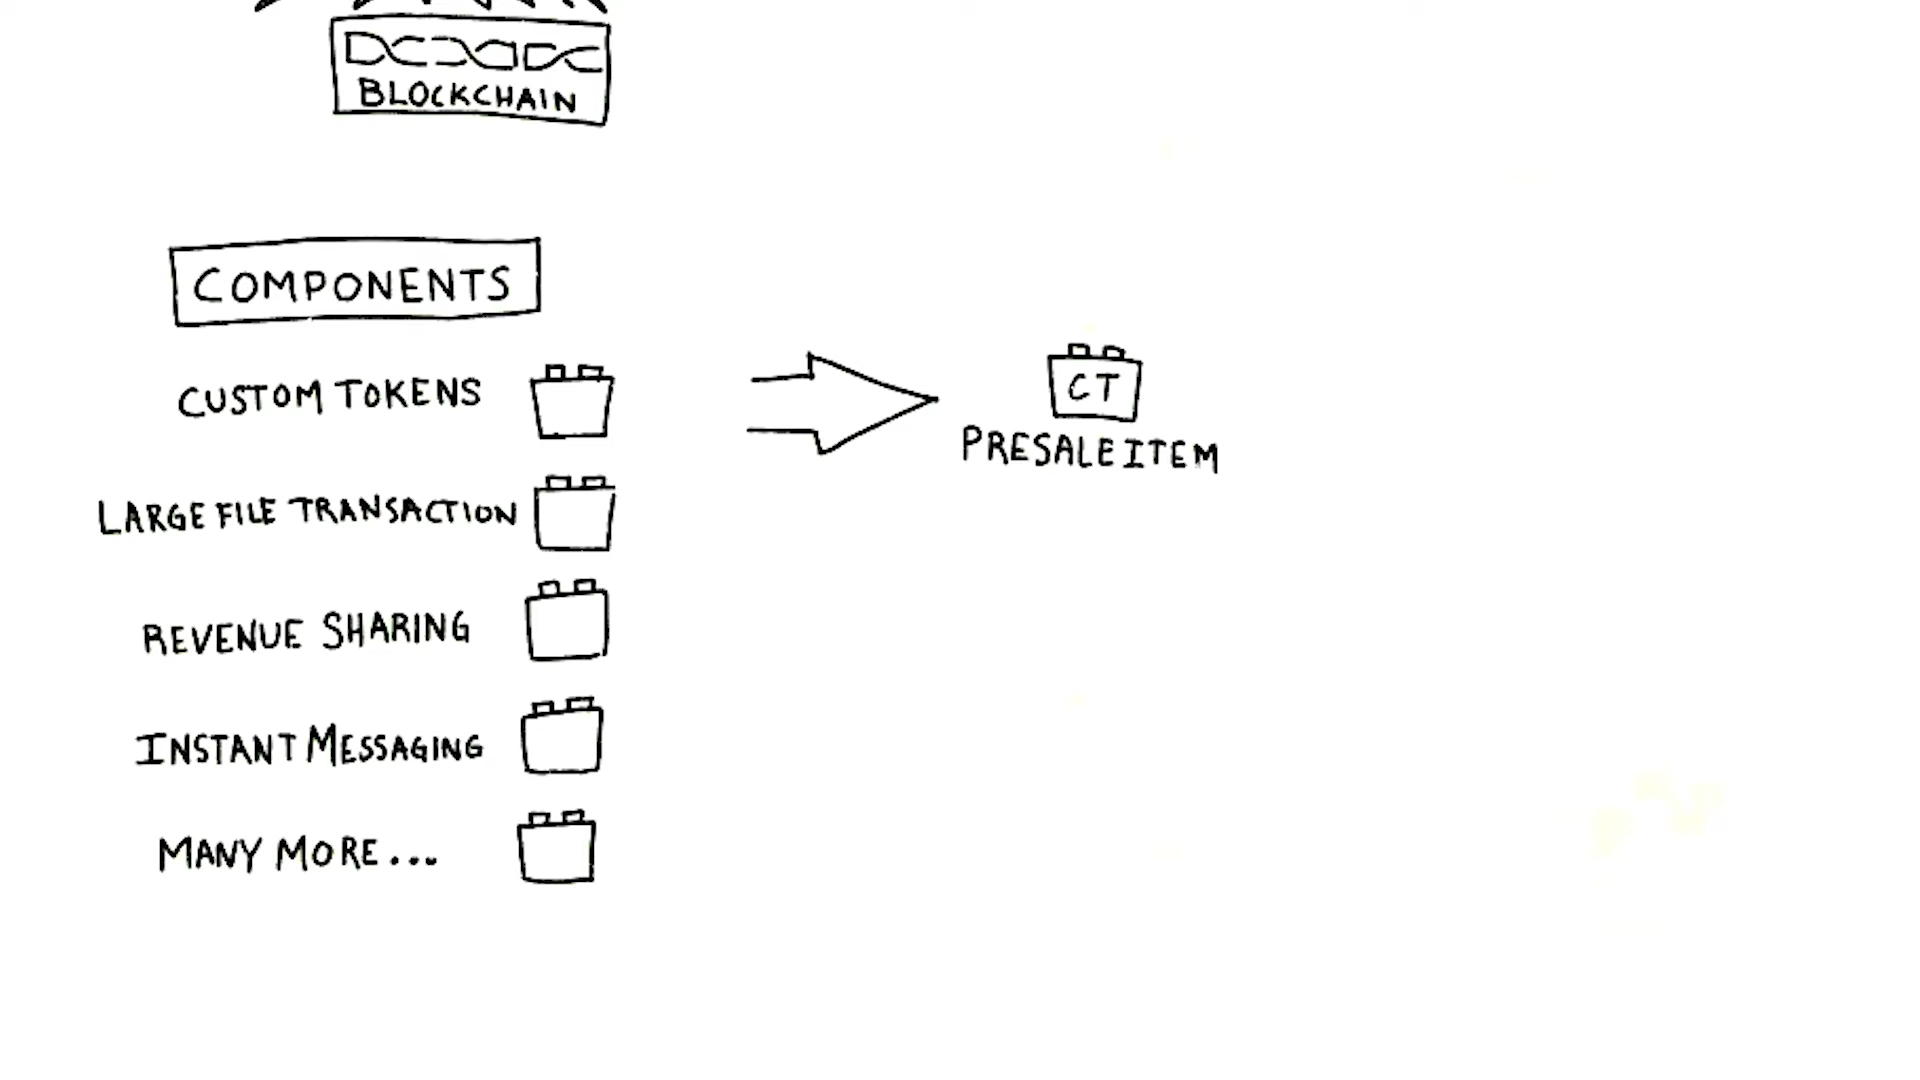 BLOCKCHAIN
COMPONENTS
CUSTOM TOKENS
CT
PRESALE ITEM
LARGE FILE TRANSACTION
REVENUE SHARING
INSTANT MESSAGING
MANY MORE...